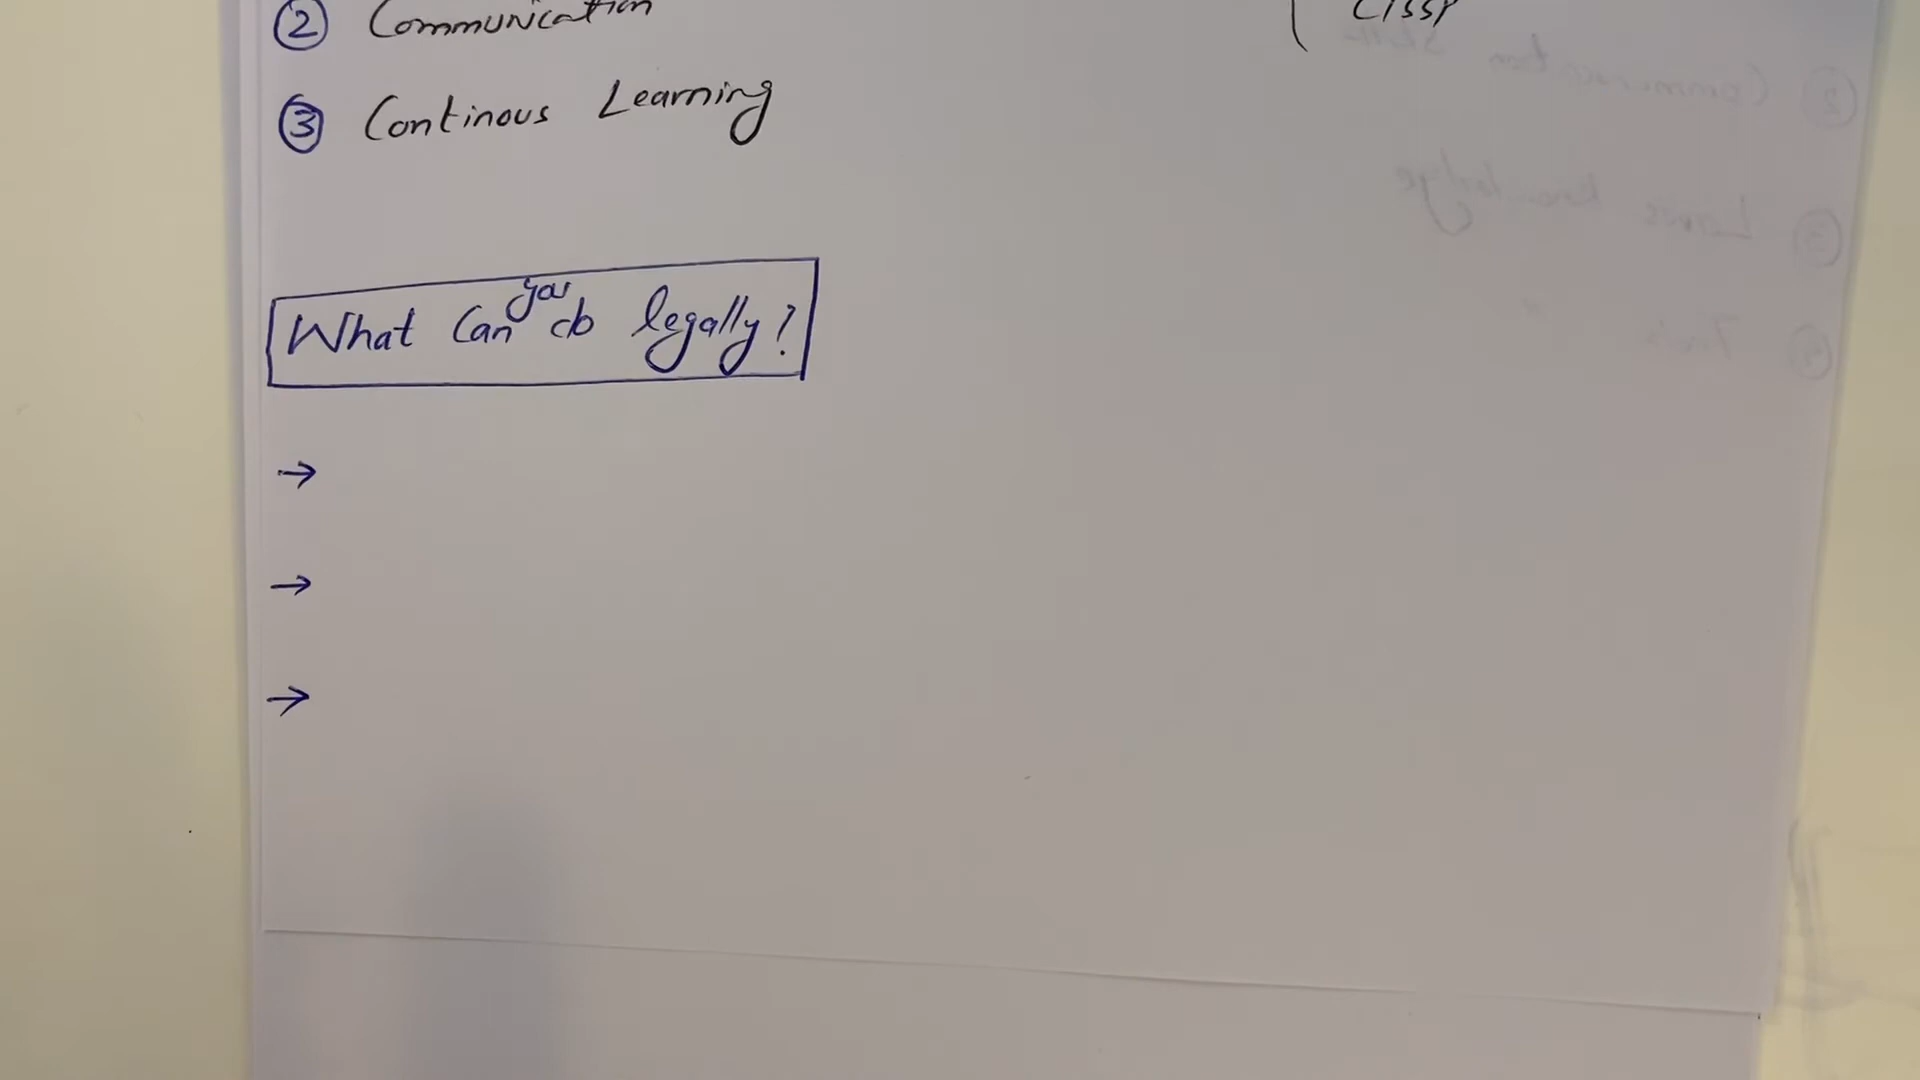 ② Communication
CISSP
③ Continous Learning
What Can you do legally?
→
→
→